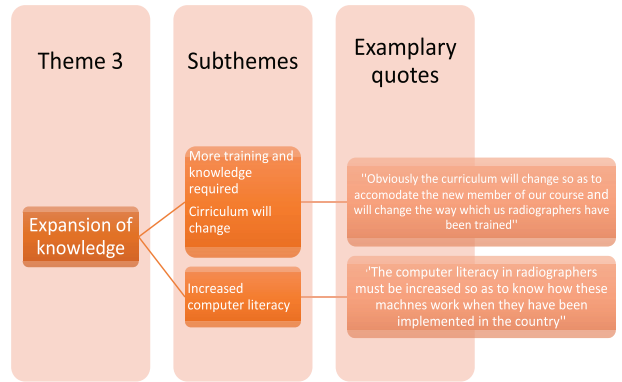 Theme 3
Subthemes
Examplary
quotes
Expansion of
knowledge
More training and
knowledge
required
Cirriculum will
change
Increased
computer literacy
"Obviously the curriculum will change so as to
accomodate the new member of our course and
will change the way which us radiographers have
been trained"
'"The computer literacy in radiographers
must be increased so as to know how these
machnes work when they have been
implemented in the country"